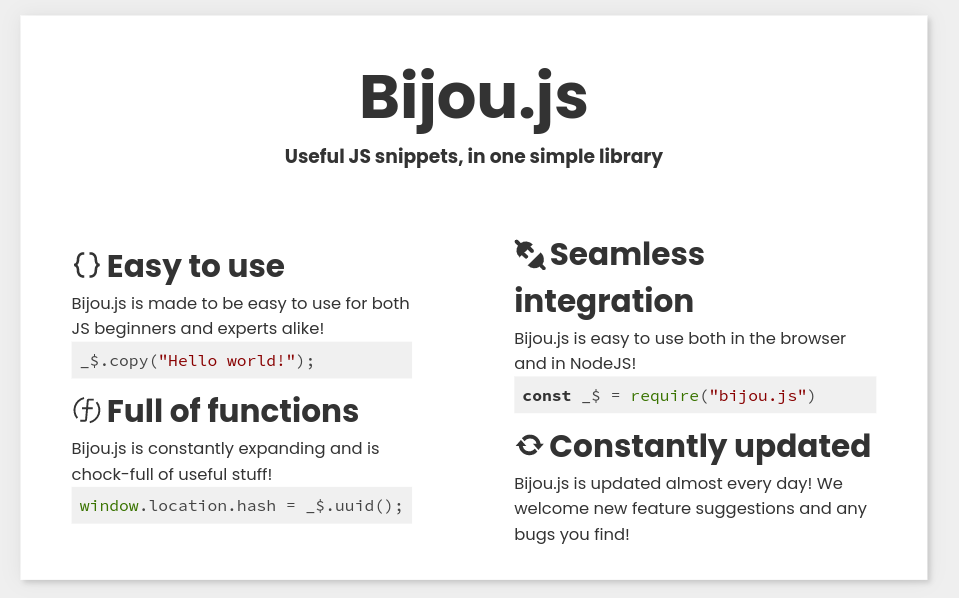 Bijou.js
Useful JS snippets, in one simple library
Easy to use
Bijou.js is made to be easy to use for both
JS beginners and experts alike!
_$.copy("Hello world!");
Full of functions
Bijou.js is constantly expanding and is
chock-full of useful stuff!
window.location.hash = _$.uuid();
Seamless
integration
Bijou.js is easy to use both in the browser
and in NodeJS!
const _$ = require("bijou.js")
Constantly updated
Bijou.js is updated almost every day! We
welcome new feature suggestions and any
bugs you find!